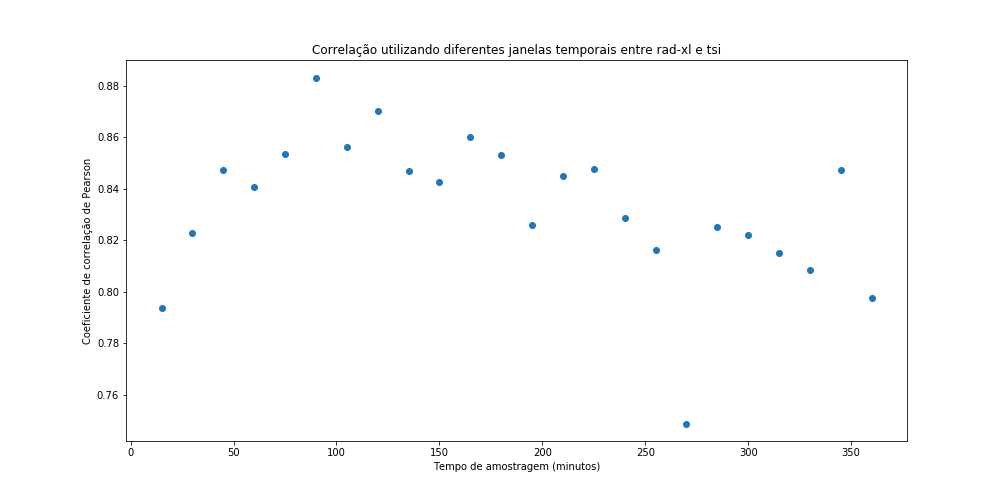 Correlação utilizando diferentes janelas temporais entre rad-xl e tsi
Coeficiente de correlação de Pearson
0.88
0.86
0.84
0.82
0.80
0.78
0.76
0 50 100 150 200 250 300 350
Tempo de amostragem (minutos)